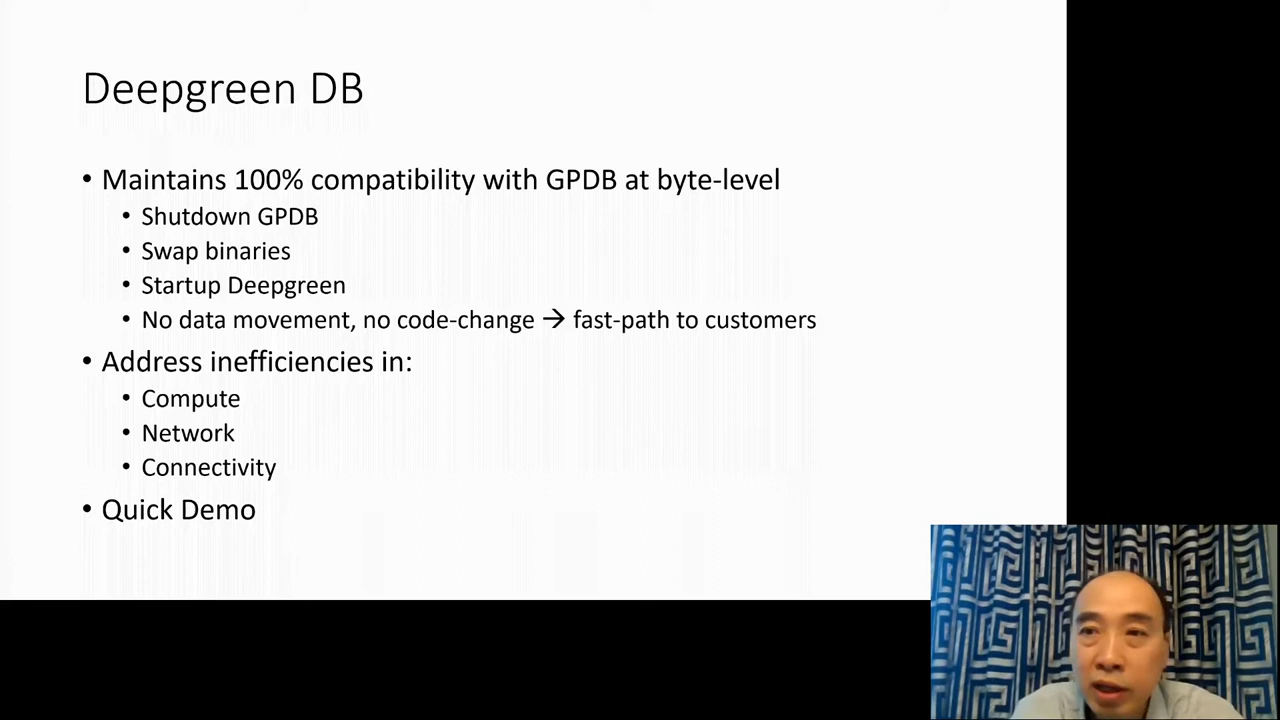 Deepgreen DB
• Maintains 100% compatibility with GPDB at byte-level
• Shutdown GPDB
• Swap binaries
• Startup Deepgreen
• No data movement, no code-change → fast-path to customers
• Address inefficiencies in:
• Compute
• Network
• Connectivity
• Quick Demo